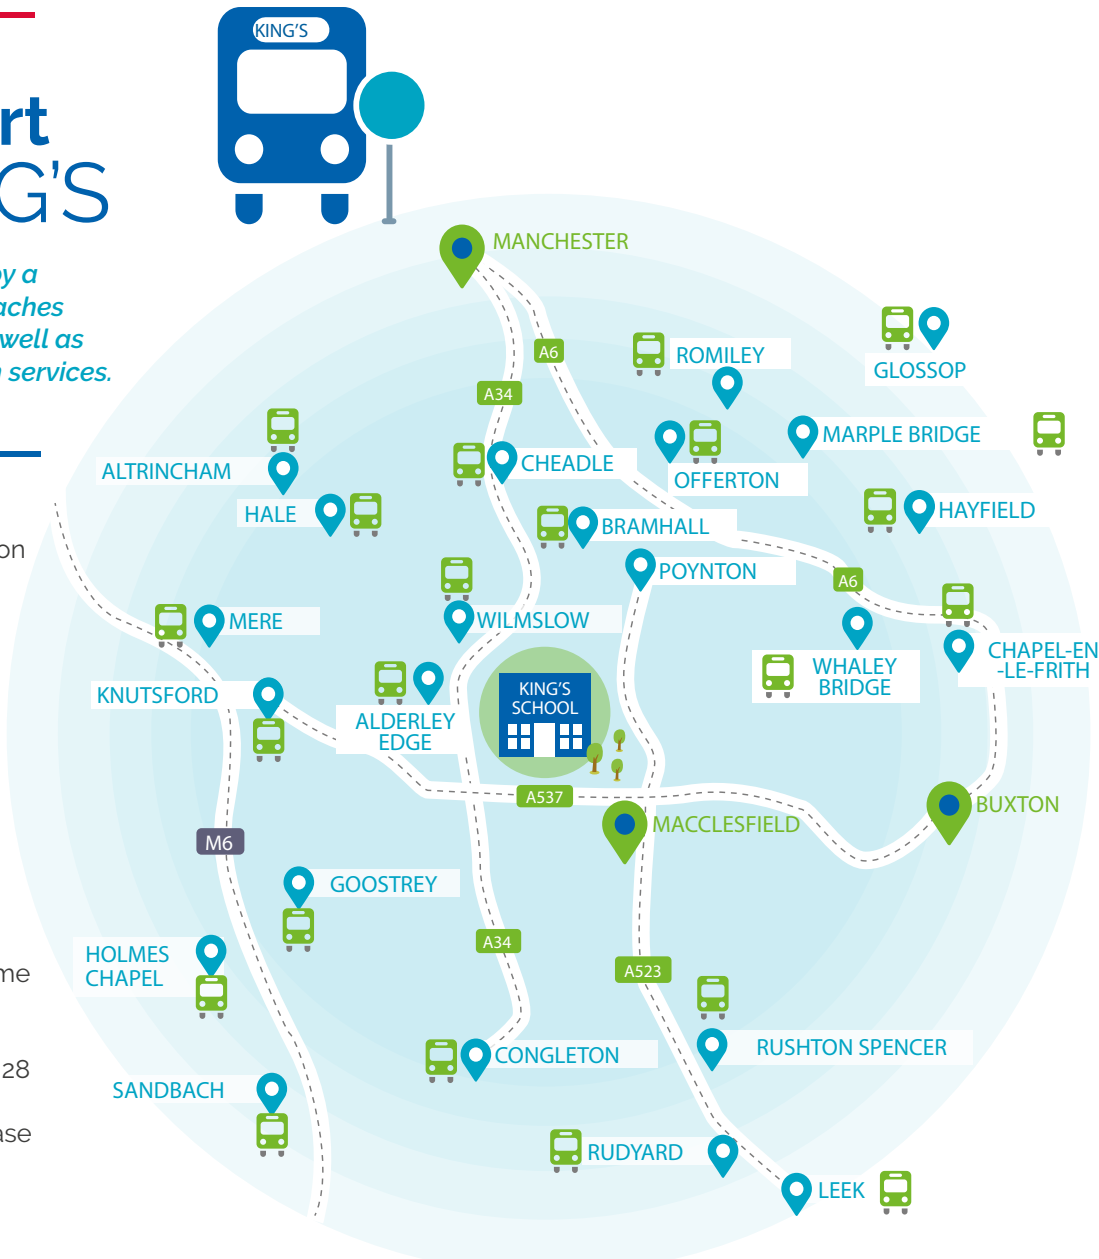 KING'S
rt
G'S
by a
aches
well as
n services.
on
me
28
ase
MANCHESTER
A6
ROMILEY
GLOSSOP
A34
ALTRINCHAM
CHEADLE
MARPLE BRIDGE
OFFERTON
HALE
BRAMHALL
HAYFIELD
POYNTON
A6
MERE
WILMSLOW
CHAPEL-EN
-LE-FRITH
WHALEY
BRIDGE
KNUTSFORD
KING'S
SCHOOL
ALDERLEY
EDGE
A537
MACCLESFIELD
BUXTON
M6
GOOSTREY
HOLMES
CHAPEL
A34
A523
CONGLETON
RUSHTON SPENCER
SANDBACH
RUDYARD
LEEK